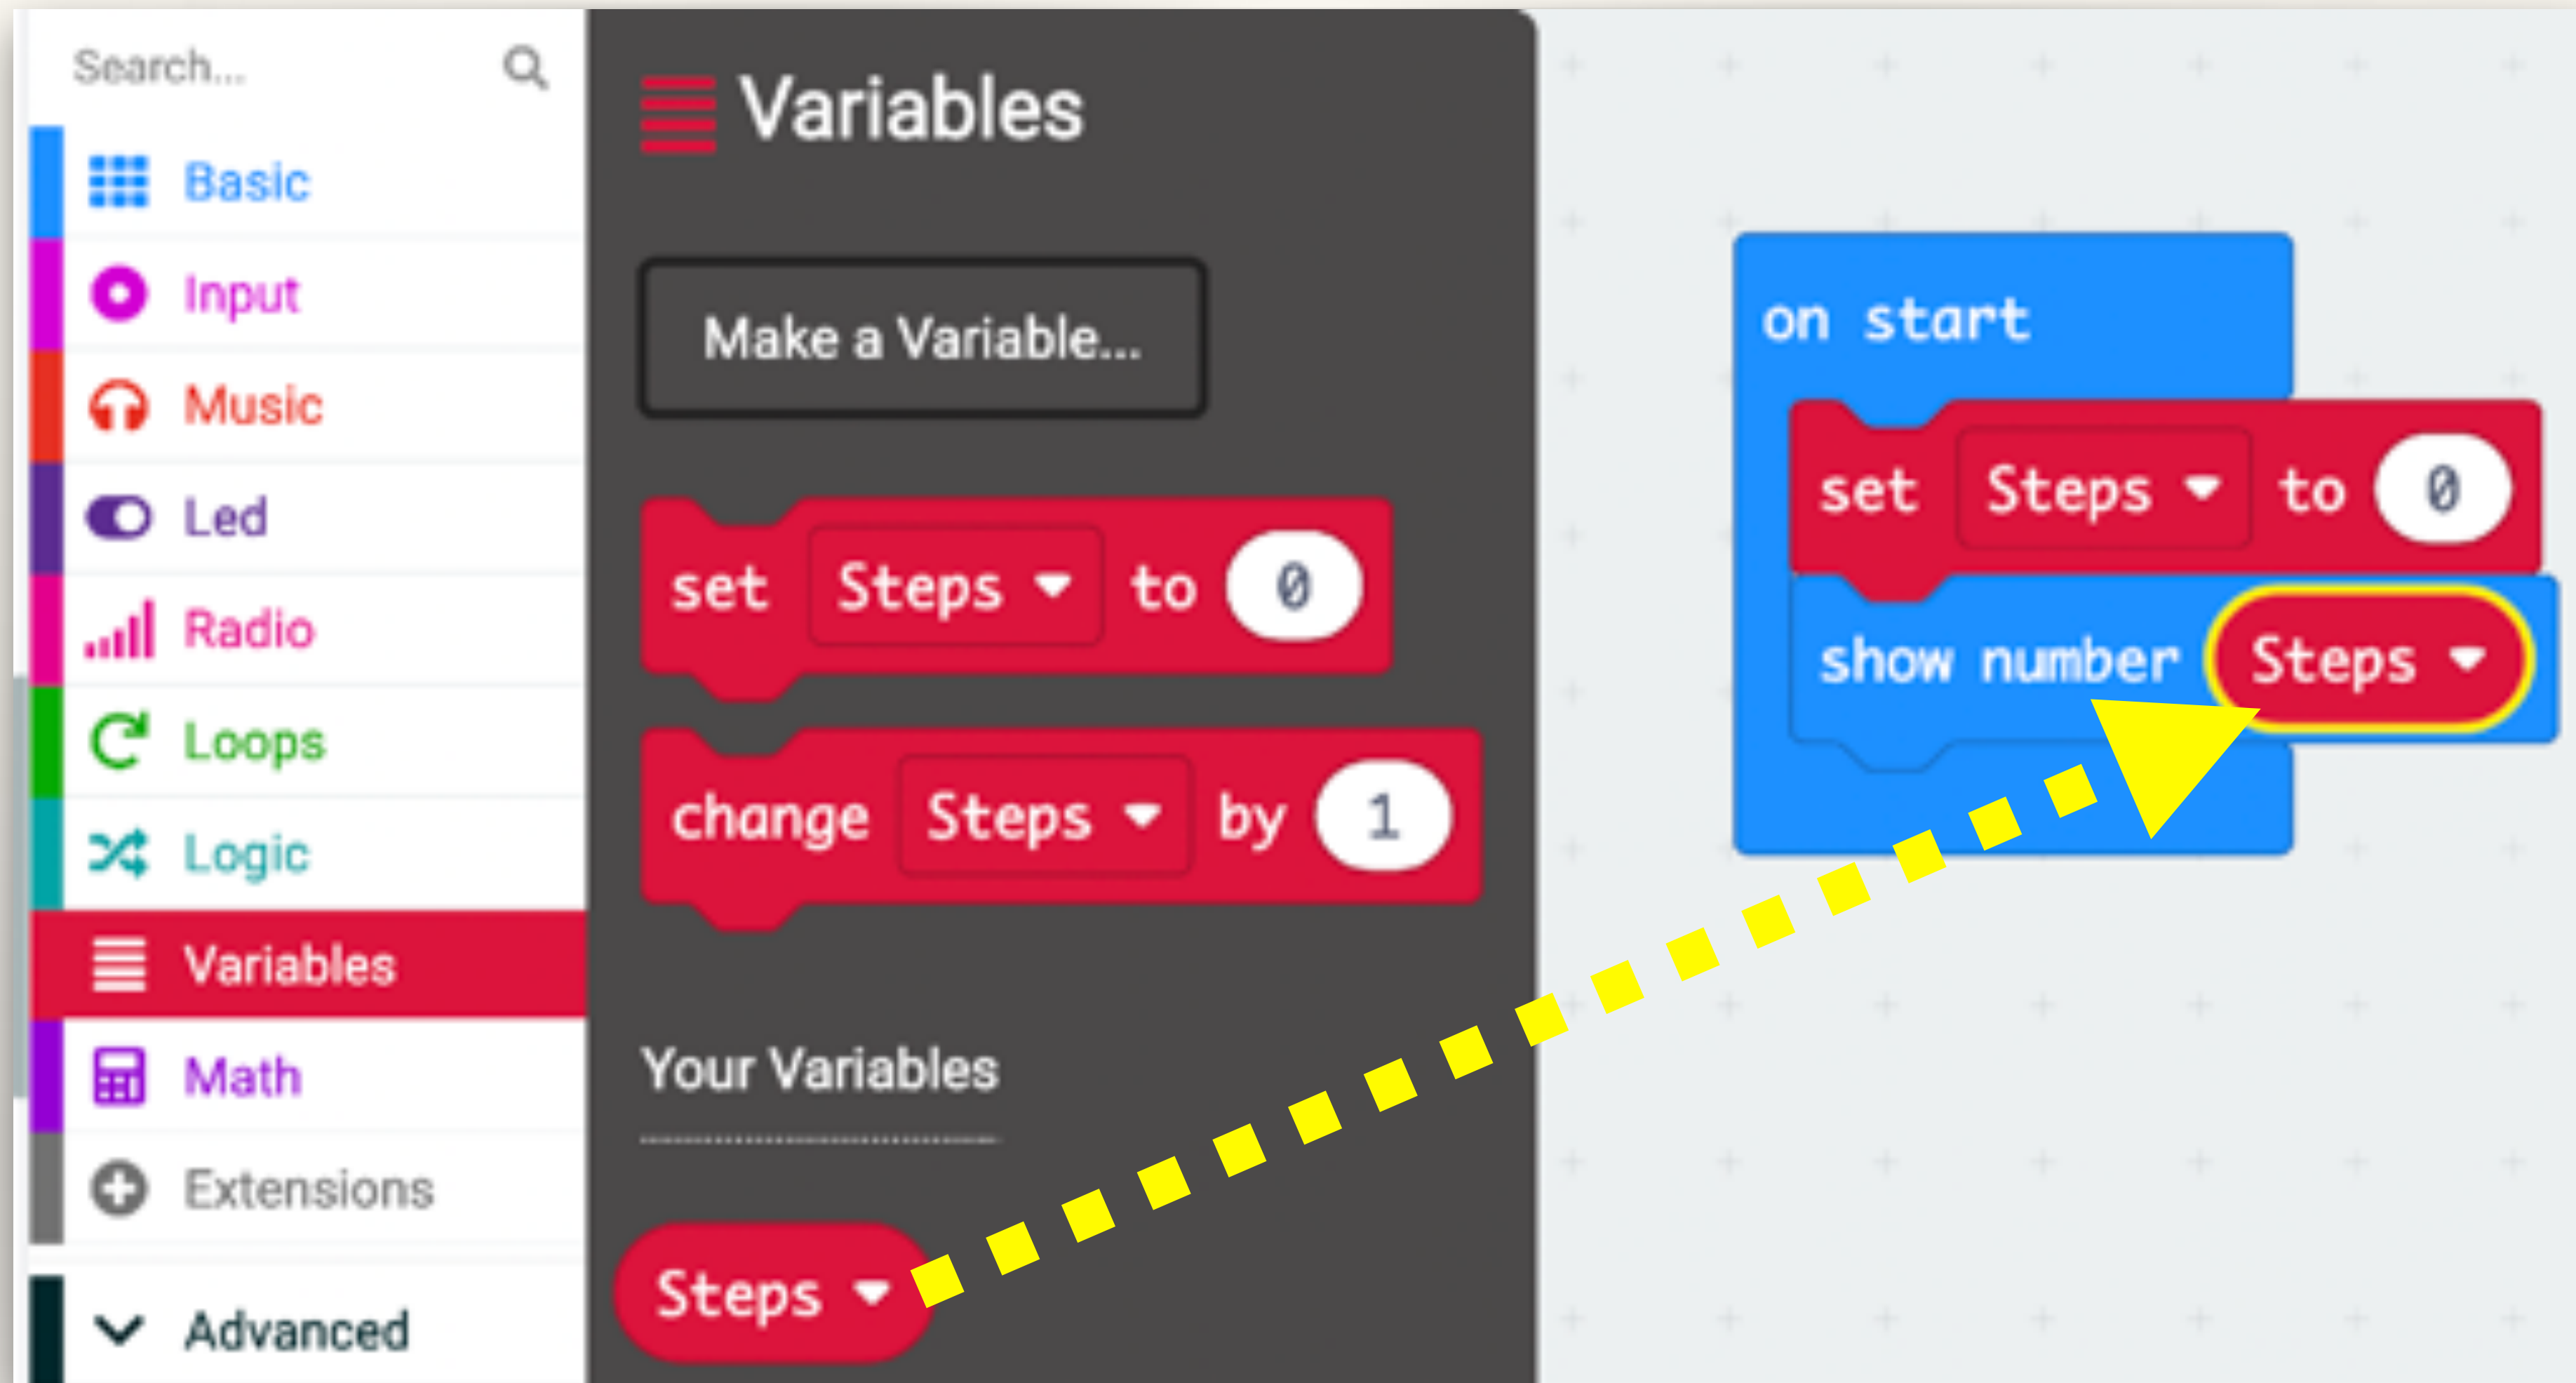 Search...
Basic
Input
Music
Led
Radio
Loops
Logic
Variables
Math
Extensions
Advanced
Variables
Make a Variable...
set Steps to 0
change Steps by 1
Your Variables
Steps
on start
set Steps to 0
show number Steps